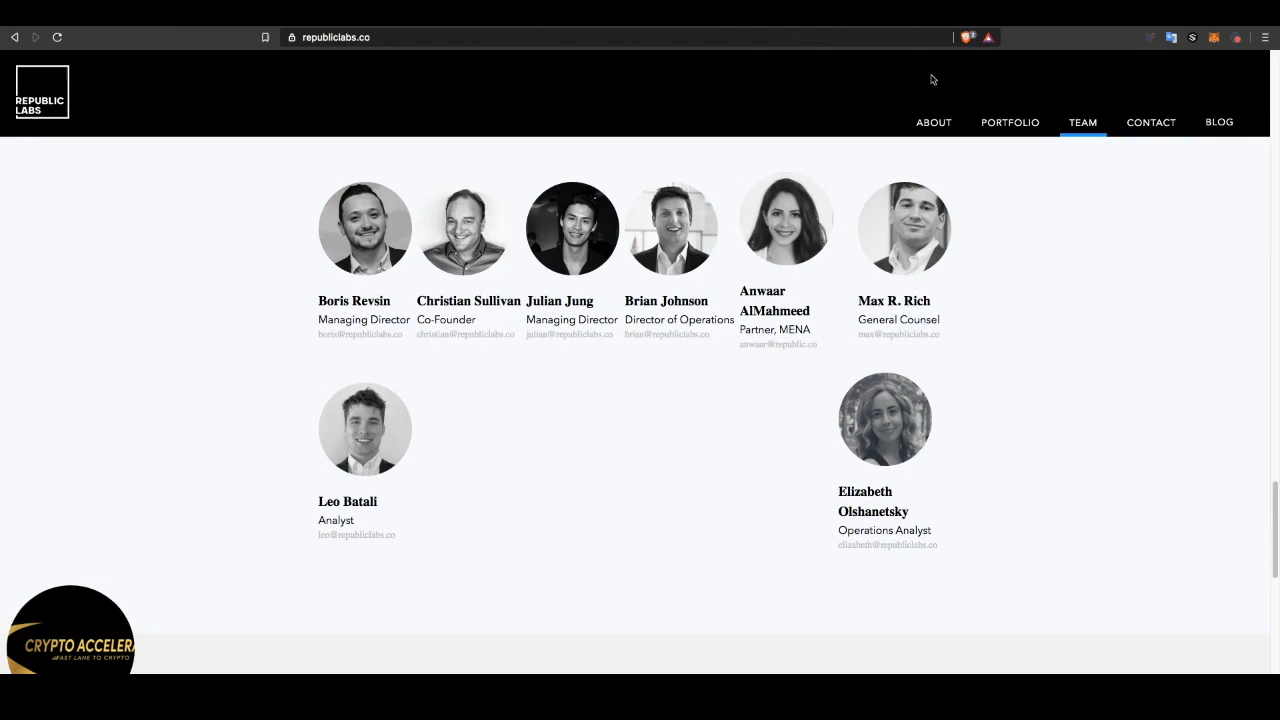 republiclabs.co
2
REPUBLIC
LABS
ABOUT
PORTFOLIO
TEAM
CONTACT
BLOG
Boris Revsin
Managing Director
boris@republiclabs.co
Christian Sullivan
Co-Founder
christian@republiclabs.co
Julian Jung
Managing Director
julian@republiclabs.co
Brian Johnson
Director of Operations
brian@republiclabs.co
Anwaar
AlMahmeed
Partner, MENA
anwaar@republic.co
Max R. Rich
General Counsel
max@republiclabs.co
Leo Batali
Analyst
leo@republiclabs.co
Elizabeth
Olshanetsky
Operations Analyst
elizabeth@republiclabs.co
CRYPTO ACCELERA
FAST LANE TO CRYPTO